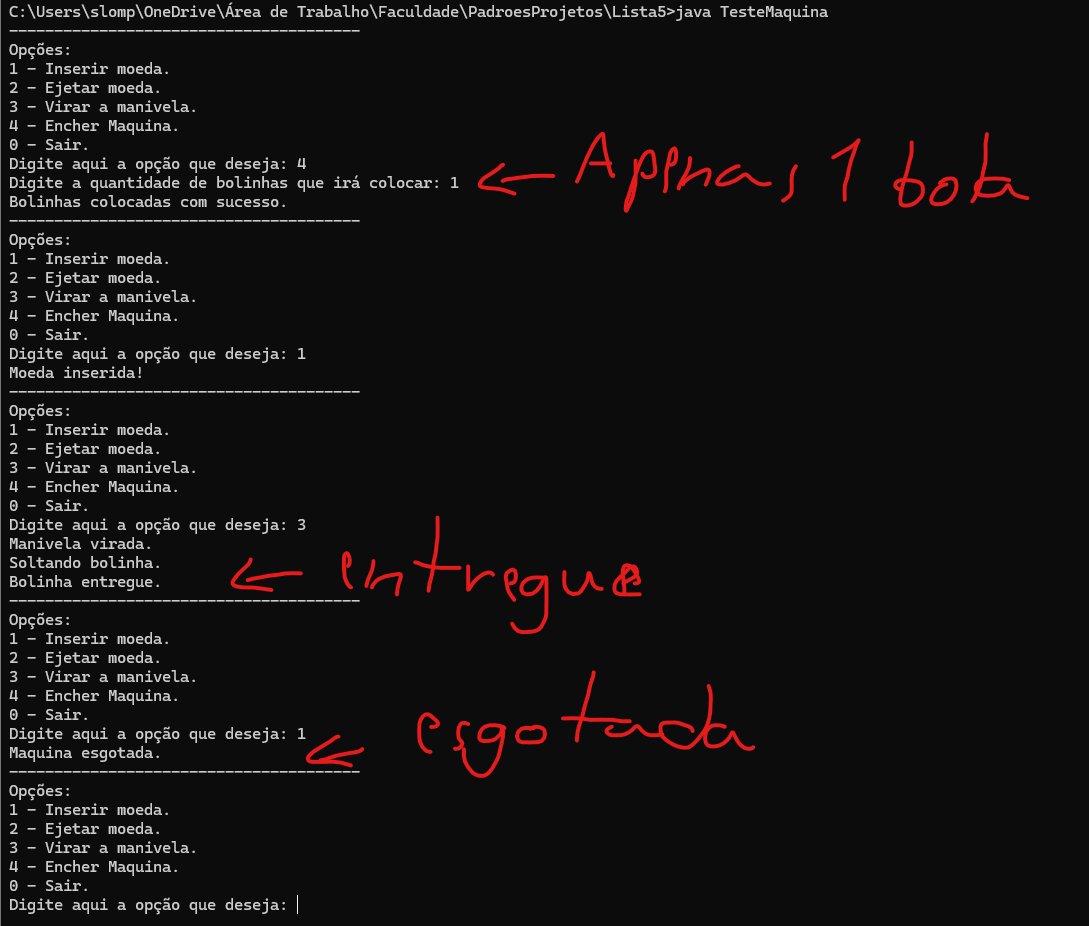 C:\Users\slomp\OneDrive\Área de Trabalho\Faculdade\PadroesProjetos\Lista5>java TesteMaquina
---------------------------------------
Opções:
1 - Inserir moeda.
2 - Ejetar moeda.
3 - Virar a manivela.
4 - Encher Maquina.
0 - Sair.
Digite aqui a opção que deseja: 4
Digite a quantidade de bolinhas que irá colocar: 1
Apenas 1 bola
Bolinhas colocadas com sucesso.
---------------------------------------
Opções:
1 - Inserir moeda.
2 - Ejetar moeda.
3 - Virar a manivela.
4 - Encher Maquina.
0 - Sair.
Digite aqui a opção que deseja: 1
Moeda inserida!
---------------------------------------
Opções:
1 - Inserir moeda.
2 - Ejetar moeda.
3 - Virar a manivela.
4 - Encher Maquina.
0 - Sair.
Digite aqui a opção que deseja: 3
Manivela virada.
Soltando bolinha.
Bolinha entregue.
entregue
---------------------------------------
Opções:
1 - Inserir moeda.
2 - Ejetar moeda.
3 - Virar a manivela.
4 - Encher Maquina.
0 - Sair.
Digite aqui a opção que deseja: 1
Maquina esgotada.
esgotada
---------------------------------------
Opções:
1 - Inserir moeda.
2 - Ejetar moeda.
3 - Virar a manivela.
4 - Encher Maquina.
0 - Sair.
Digite aqui a opção que deseja: